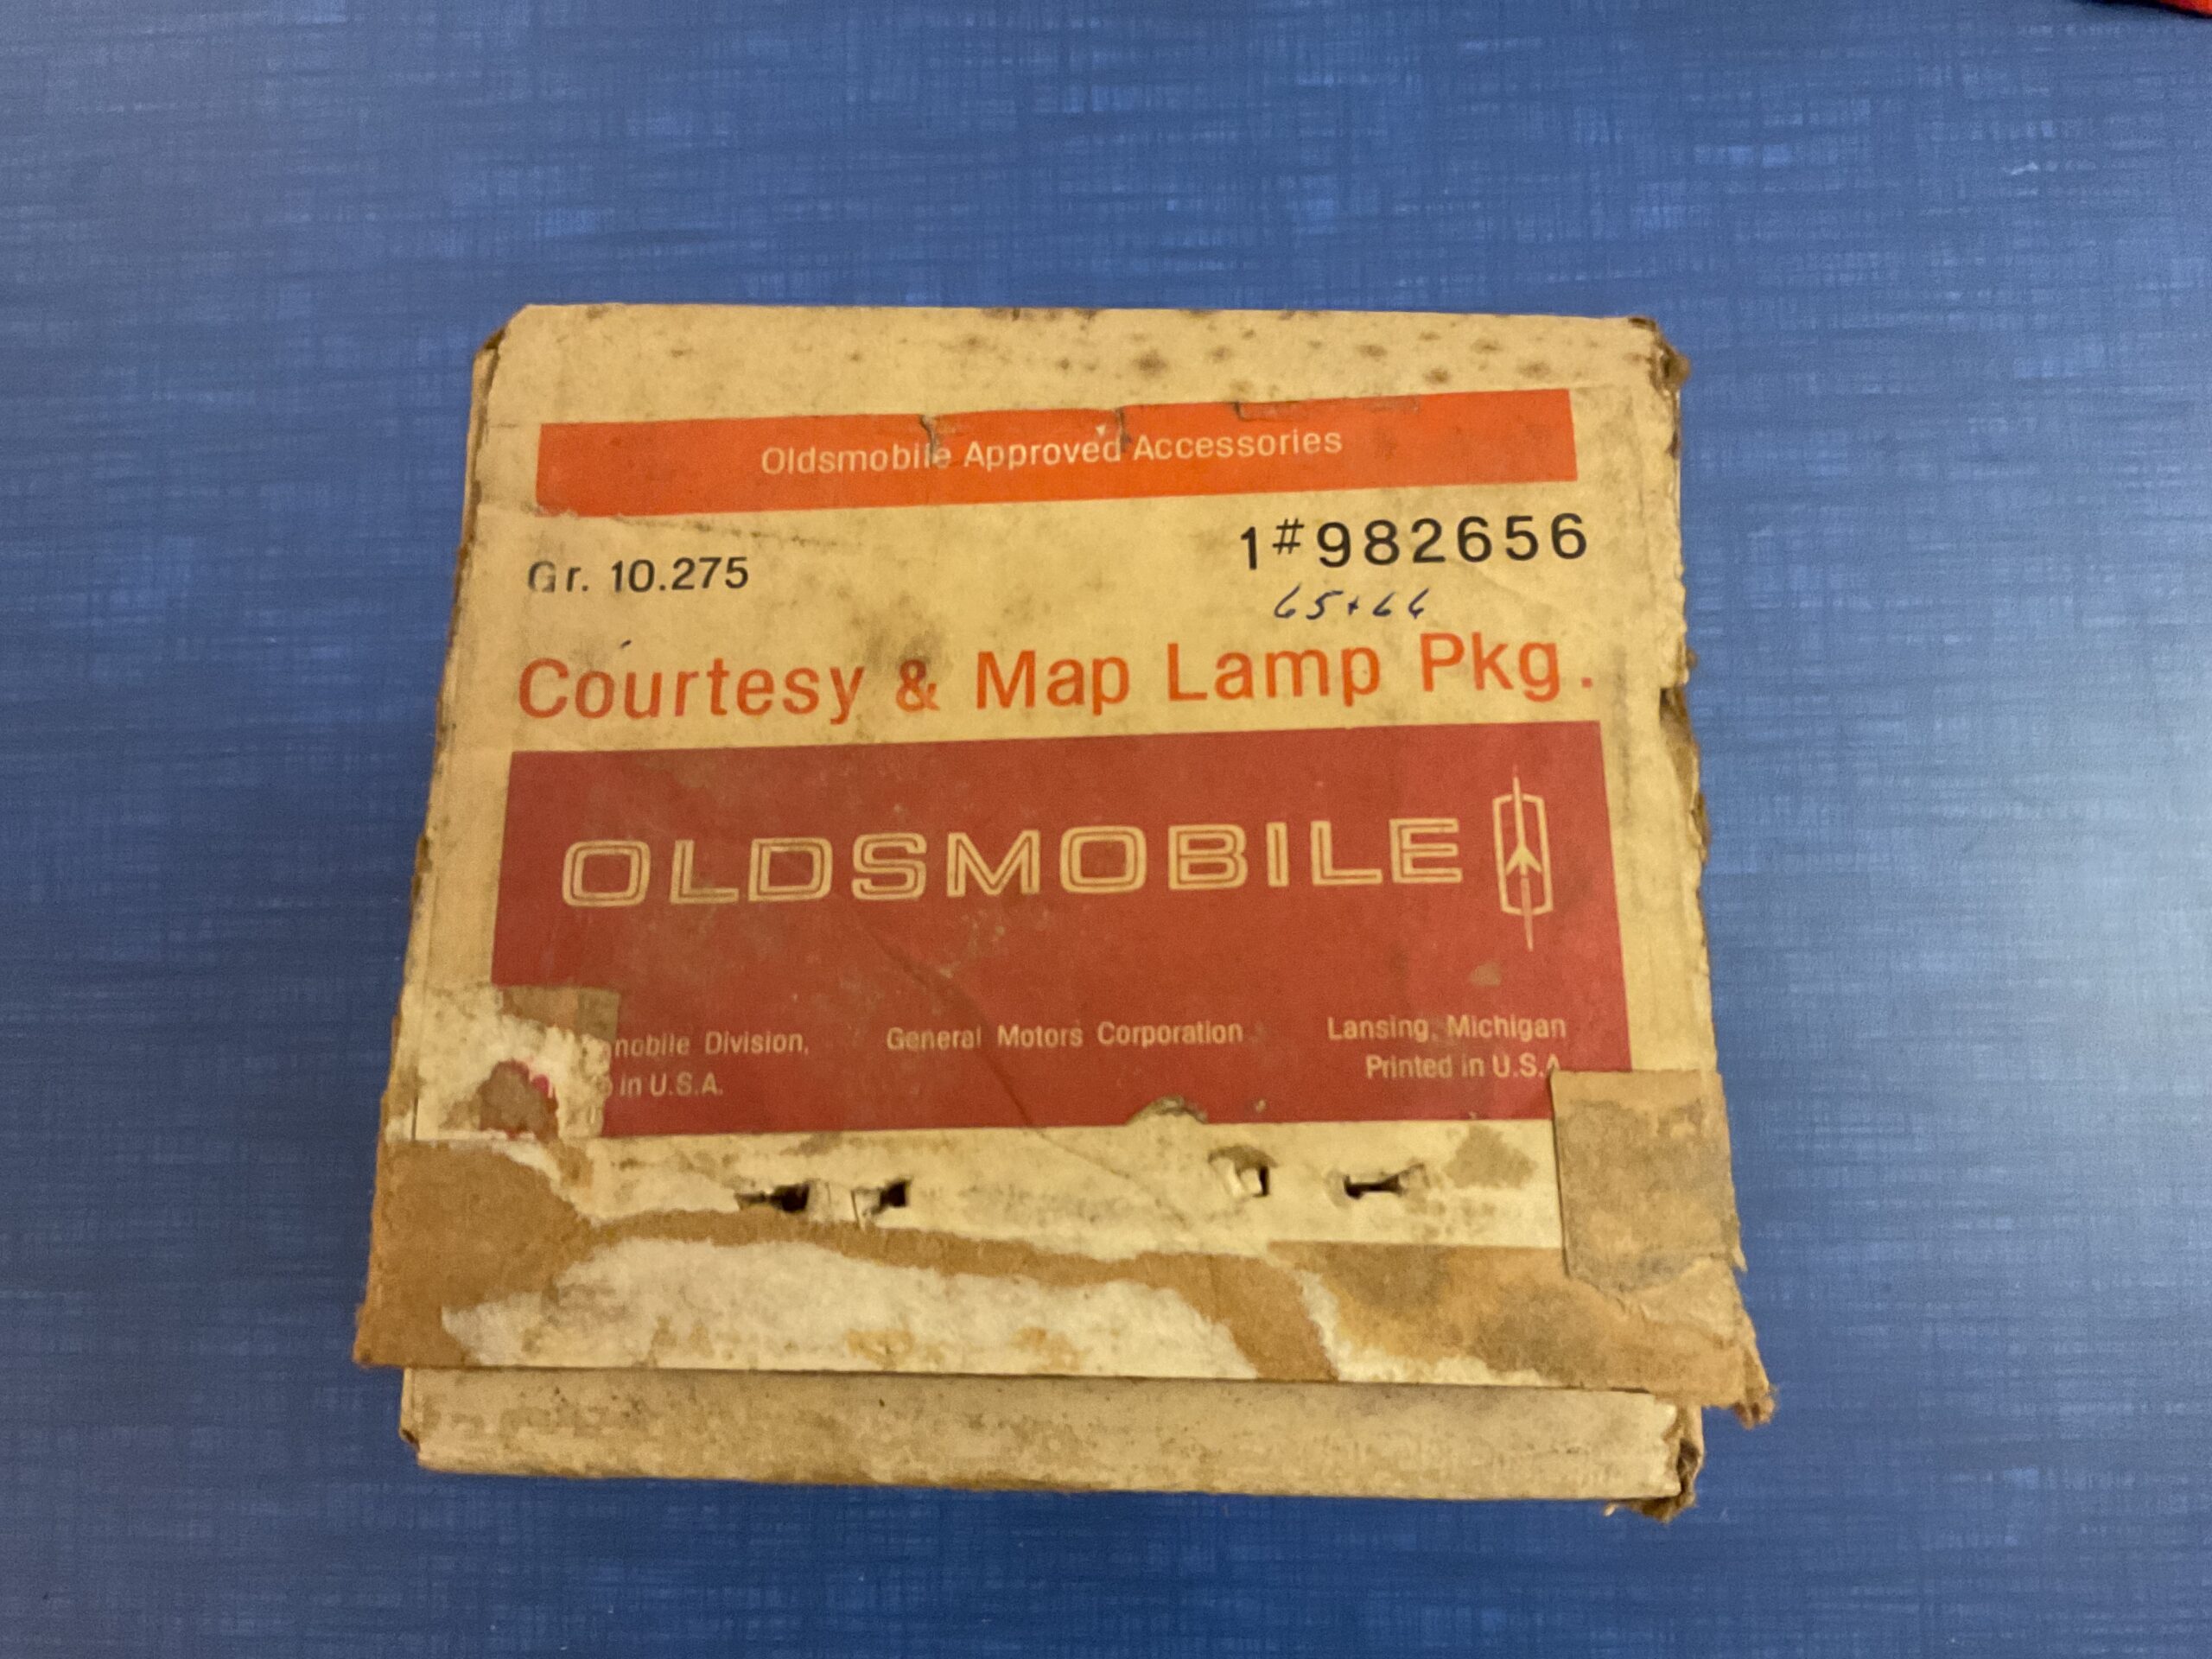 Oldsmobile Approved Accessories
Gr. 10.275 1#982656
65+66
Courtesy & Map Lamp Pkg.
OLDSMOBILE
Division, General Motors Corporation Lansing, Michigan
in U.S.A. Printed in U.S.A